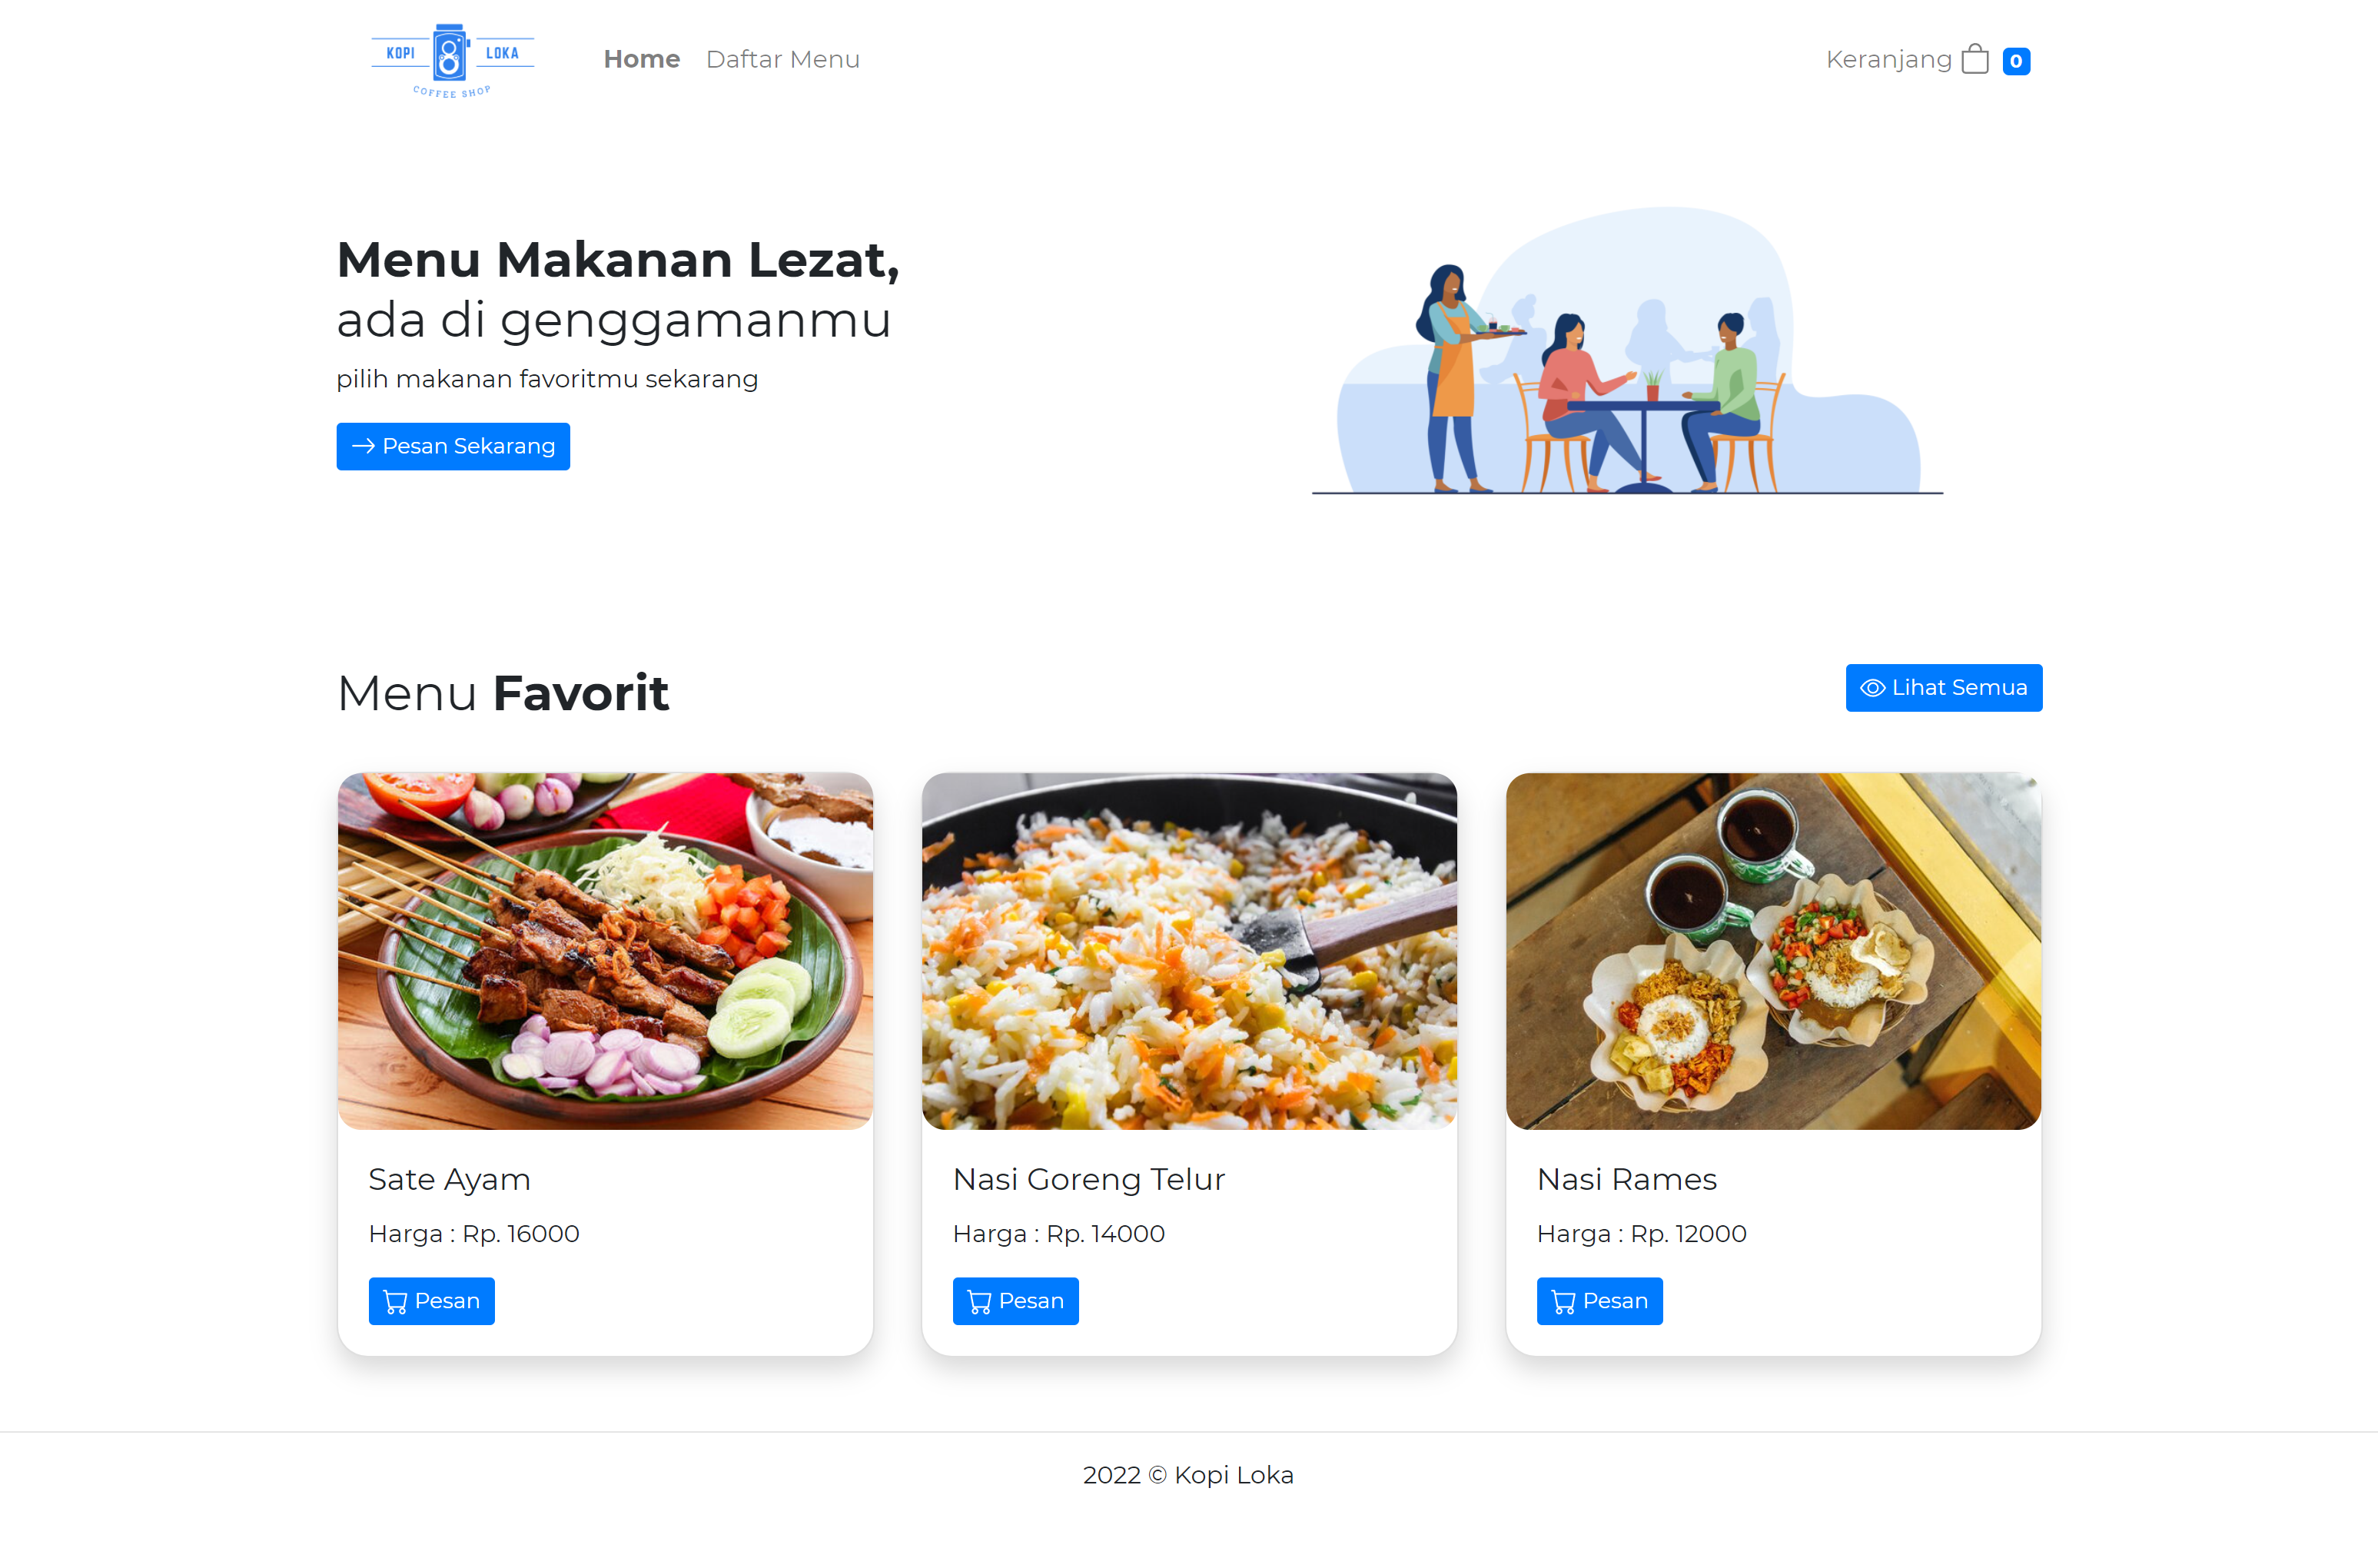 KOPI LOKA
COFFEE SHOP
Home Daftar Menu
Keranjang 0
Menu Makanan Lezat,
ada di genggamanmu
pilih makanan favoritmu sekarang
Pesan Sekarang
Menu Favorit
Lihat Semua
Sate Ayam
Harga : Rp. 16000
Pesan
Nasi Goreng Telur
Harga : Rp. 14000
Pesan
Nasi Rames
Harga : Rp. 12000
Pesan
2022 © Kopi Loka